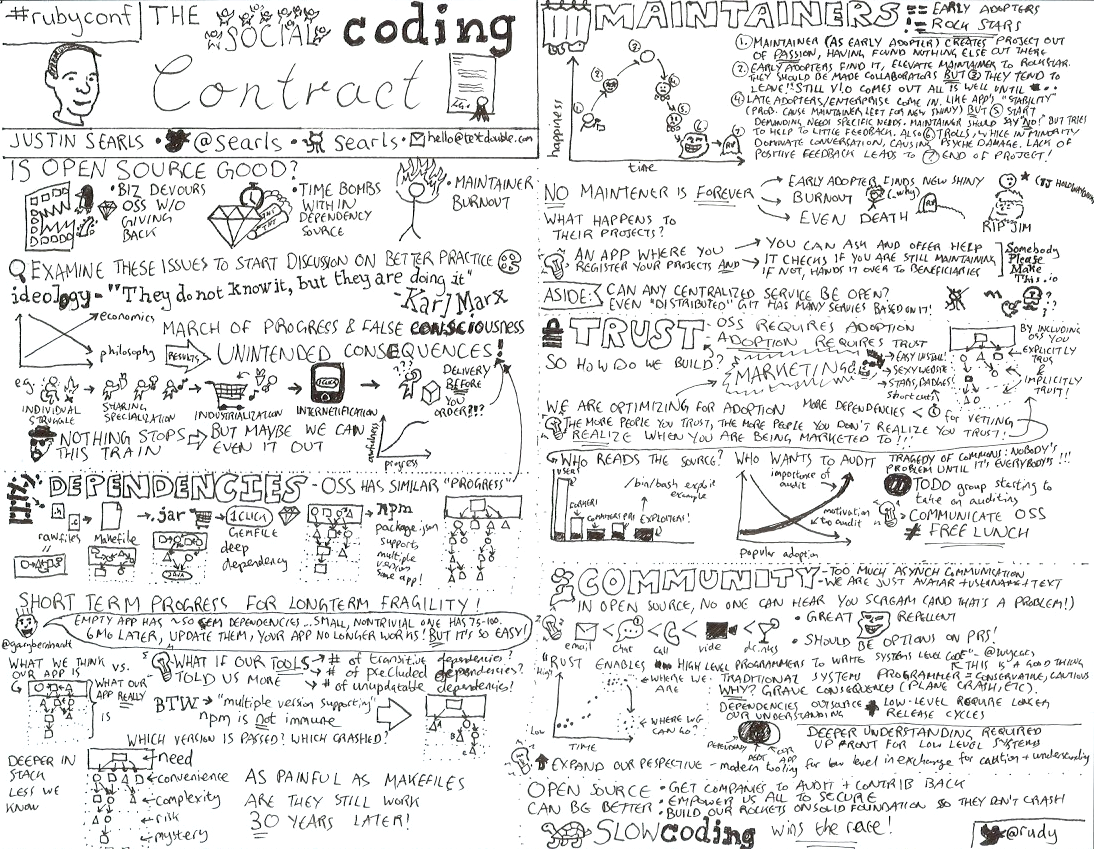 #rubyconf
THE SOCIAL coding
Contract
JUSTIN SEARLS · @searls · searls · hello@testdouble.com
IS OPEN SOURCE GOOD?
· BIZ DEVOURS OSS W/O GIVING BACK
· TIME BOMBS WITHIN DEPENDENCY SOURCE
· MAINTAINER BURNOUT
EXAMINE THESE ISSUES TO START DISCUSSION ON BETTER PRACTICE
ideology = "They do not know it, but they are doing it"
- Karl Marx
economics
philosophy
MARCH OF PROGRESS & FALSE consciousness
RESULTS
UNINTENDED CONSEQUENCES!
eg.
INDIVIDUAL STRUGGLE
SHARING SPECIALIZATION
INDUSTRIALIZATION
1CLICK
INTERNETIFICATION
DELIVERY BEFORE YOU ORDER???
NOTHING STOPS THIS TRAIN
BUT MAYBE WE CAN EVEN IT OUT
awfulness
progress
DEPENDENCIES - OSS HAS SIMILAR "PROGRESS"
rawfiles
Makefile
.jar
JAVA
1CLICK
GEMFILE deep dependency
npm
package.json supports multiple versions same app!
SHORT TERM PROGRESS FOR LONGTERM FRAGILITY!
@garybernhardt
EMPTY APP HAS ~50 GEM DEPENDENCIES... SMALL, NONTRIVIAL ONE HAS 75-100.
6 MO LATER, UPDATE THEM, YOUR APP NO LONGER WORKS! BUT IT'S SO EASY!
WHAT WE THINK OUR APP IS
VS.
WHAT OUR APP REALLY IS
WHAT IF OUR TOOLS TOLD US MORE
# of transitive dependencies?
# of precluded dependencies?
# of unupdatable dependencies!
BTW → "multiple version supporting" npm is not immune
WHICH VERSION IS PASSED? WHICH CRASHED?
DEEPER IN STACK LESS WE KNOW
need
convenience
complexity
risk
mystery
AS PAINFUL AS MAKEFILES
ARE THEY STILL WORK
30 YEARS LATER!
MAINTAINERS
EARLY ADOPTERS
ROCK STARS
happiness
time
1. MAINTAINER (AS EARLY ADOPTER) CREATES PROJECT OUT
OF PASSION, HAVING FOUND NOTHING ELSE OUT THERE
2. EARLY ADOPTERS FIND IT, ELEVATE MAINTAINER TO ROCKSTAR.
THEY SHOULD BE MADE COLLABORATORS BUT 3 THEY TEND TO
LEAVE!! STILL V1.0 COMES OUT ALL IS WELL UNTIL
4. LATE ADOPTERS/ENTERPRISE COME IN. LIKE APP'S "STABILITY"
(PROB. CAUSE MAINTAINER LEFT FOR NEW SHINY) BUT 5 START
DEMANDING NEEDS SPECIFIC NEEDS. MAINTAINER SHOULD SAY "NO!" BUT TRIES
TO HELP TO LITTLE FEEDBACK. ALSO 6 TROLLS, WHILE IN MINORITY
DOMINATE CONVERSATION, CAUSING PSYCHE DAMAGE. LACK OF
POSITIVE FEEDBACK LEADS TO 7 END OF PROJECT!
NO MAINTENER IS FOREVER
EARLY ADOPTER FINDS NEW SHINY
BURNOUT
(why)
EVEN DEATH
RIP JIM
WHAT HAPPENS TO THEIR PROJECTS?
AN APP WHERE YOU REGISTER YOUR PROJECTS AND
YOU CAN ASK AND OFFER HELP
IT CHECKS IF YOU ARE STILL MAINTAINING
IF NOT, HANDS IT OVER TO BENEFICIARIES
Somebody Please Make This.io
ASIDE: CAN ANY CENTRALIZED SERVICE BE OPEN?
EVEN "DISTRIBUTED" GIT HAS MANY SERVICES BASED ON IT!
TRUST - OSS REQUIRES ADOPTION
ADOPTION REQUIRES TRUST
SO HOW DO WE BUILD?
MARKETING
EASY INSTALL!
SEXY WEBSITE
STARS, BADGES
short cuts!
BY INCLUDING OSS YOU EXPLICITLY TRUST & IMPLICITLY TRUST!
WE ARE OPTIMIZING FOR ADOPTION
MORE DEPENDENCIES < for VETTING
THE MORE PEOPLE YOU TRUST, THE MORE PEOPLE YOU DON'T REALIZE YOU TRUST!
REALIZE WHEN YOU ARE BEING MARKETED TO!!!
WHO READS THE SOURCE?
USERS
FORKERS!
COMMITTERS
EXPLOITERS!
/bin/bash exploit example
WHO WANTS TO AUDIT
importance of audit
motivation to audit
Popular adoption
TRAGEDY OF COMMONS: NOBODY'S
PROBLEM UNTIL IT'S EVERYBODY'S!!!
TODO group starting to take on auditing
COMMUNICATE OSS
≠ FREE LUNCH
COMMUNITY - TOO MUCH ASYNCH COMMUNICATION
- WE ARE JUST AVATAR + USERNAME + TEXT
IN OPEN SOURCE, NO ONE CAN HEAR YOU SCREAM (AND THAT'S A PROBLEM!)
email < chat < call < video < drinks
· GREAT REPELLENT
· SHOULD BE OPTIONS ON PRS!
"RUST ENABLES HIGH LEVEL PROGRAMMERS TO WRITE SYSTEMS LEVEL CODE" - @wycats
THIS IS A GOOD THING
High
Low
TIME
WHERE WE ARE
WHERE WE CAN GO!
TRADITIONAL SYSTEMS PROGRAMMER = CONSERVATIVE, CAUTIOUS
WHY? GRAVE CONSEQUENCES (PLANE CRASH, ETC).
DEPENDENCIES OUTSOURCE OUR UNDERSTANDING
LOW-LEVEL REQUIRE LONGER RELEASE CYCLES
DEPENDENCY
OUR APP
DEEPER UNDERSTANDING REQUIRED
UP FRONT FOR LOW LEVEL SYSTEMS
EXPAND OUR RESPECTIVE - modern tooling for low level in exchange for caution + understanding
OPEN SOURCE CAN BE BETTER
· GET COMPANIES TO AUDIT + CONTRIB BACK
· EMPOWER US ALL TO SECURE
· BUILD OUR ROCKETS ON SOLID FOUNDATION SO THEY DON'T CRASH
SLOW coding wins the race!
@rudy